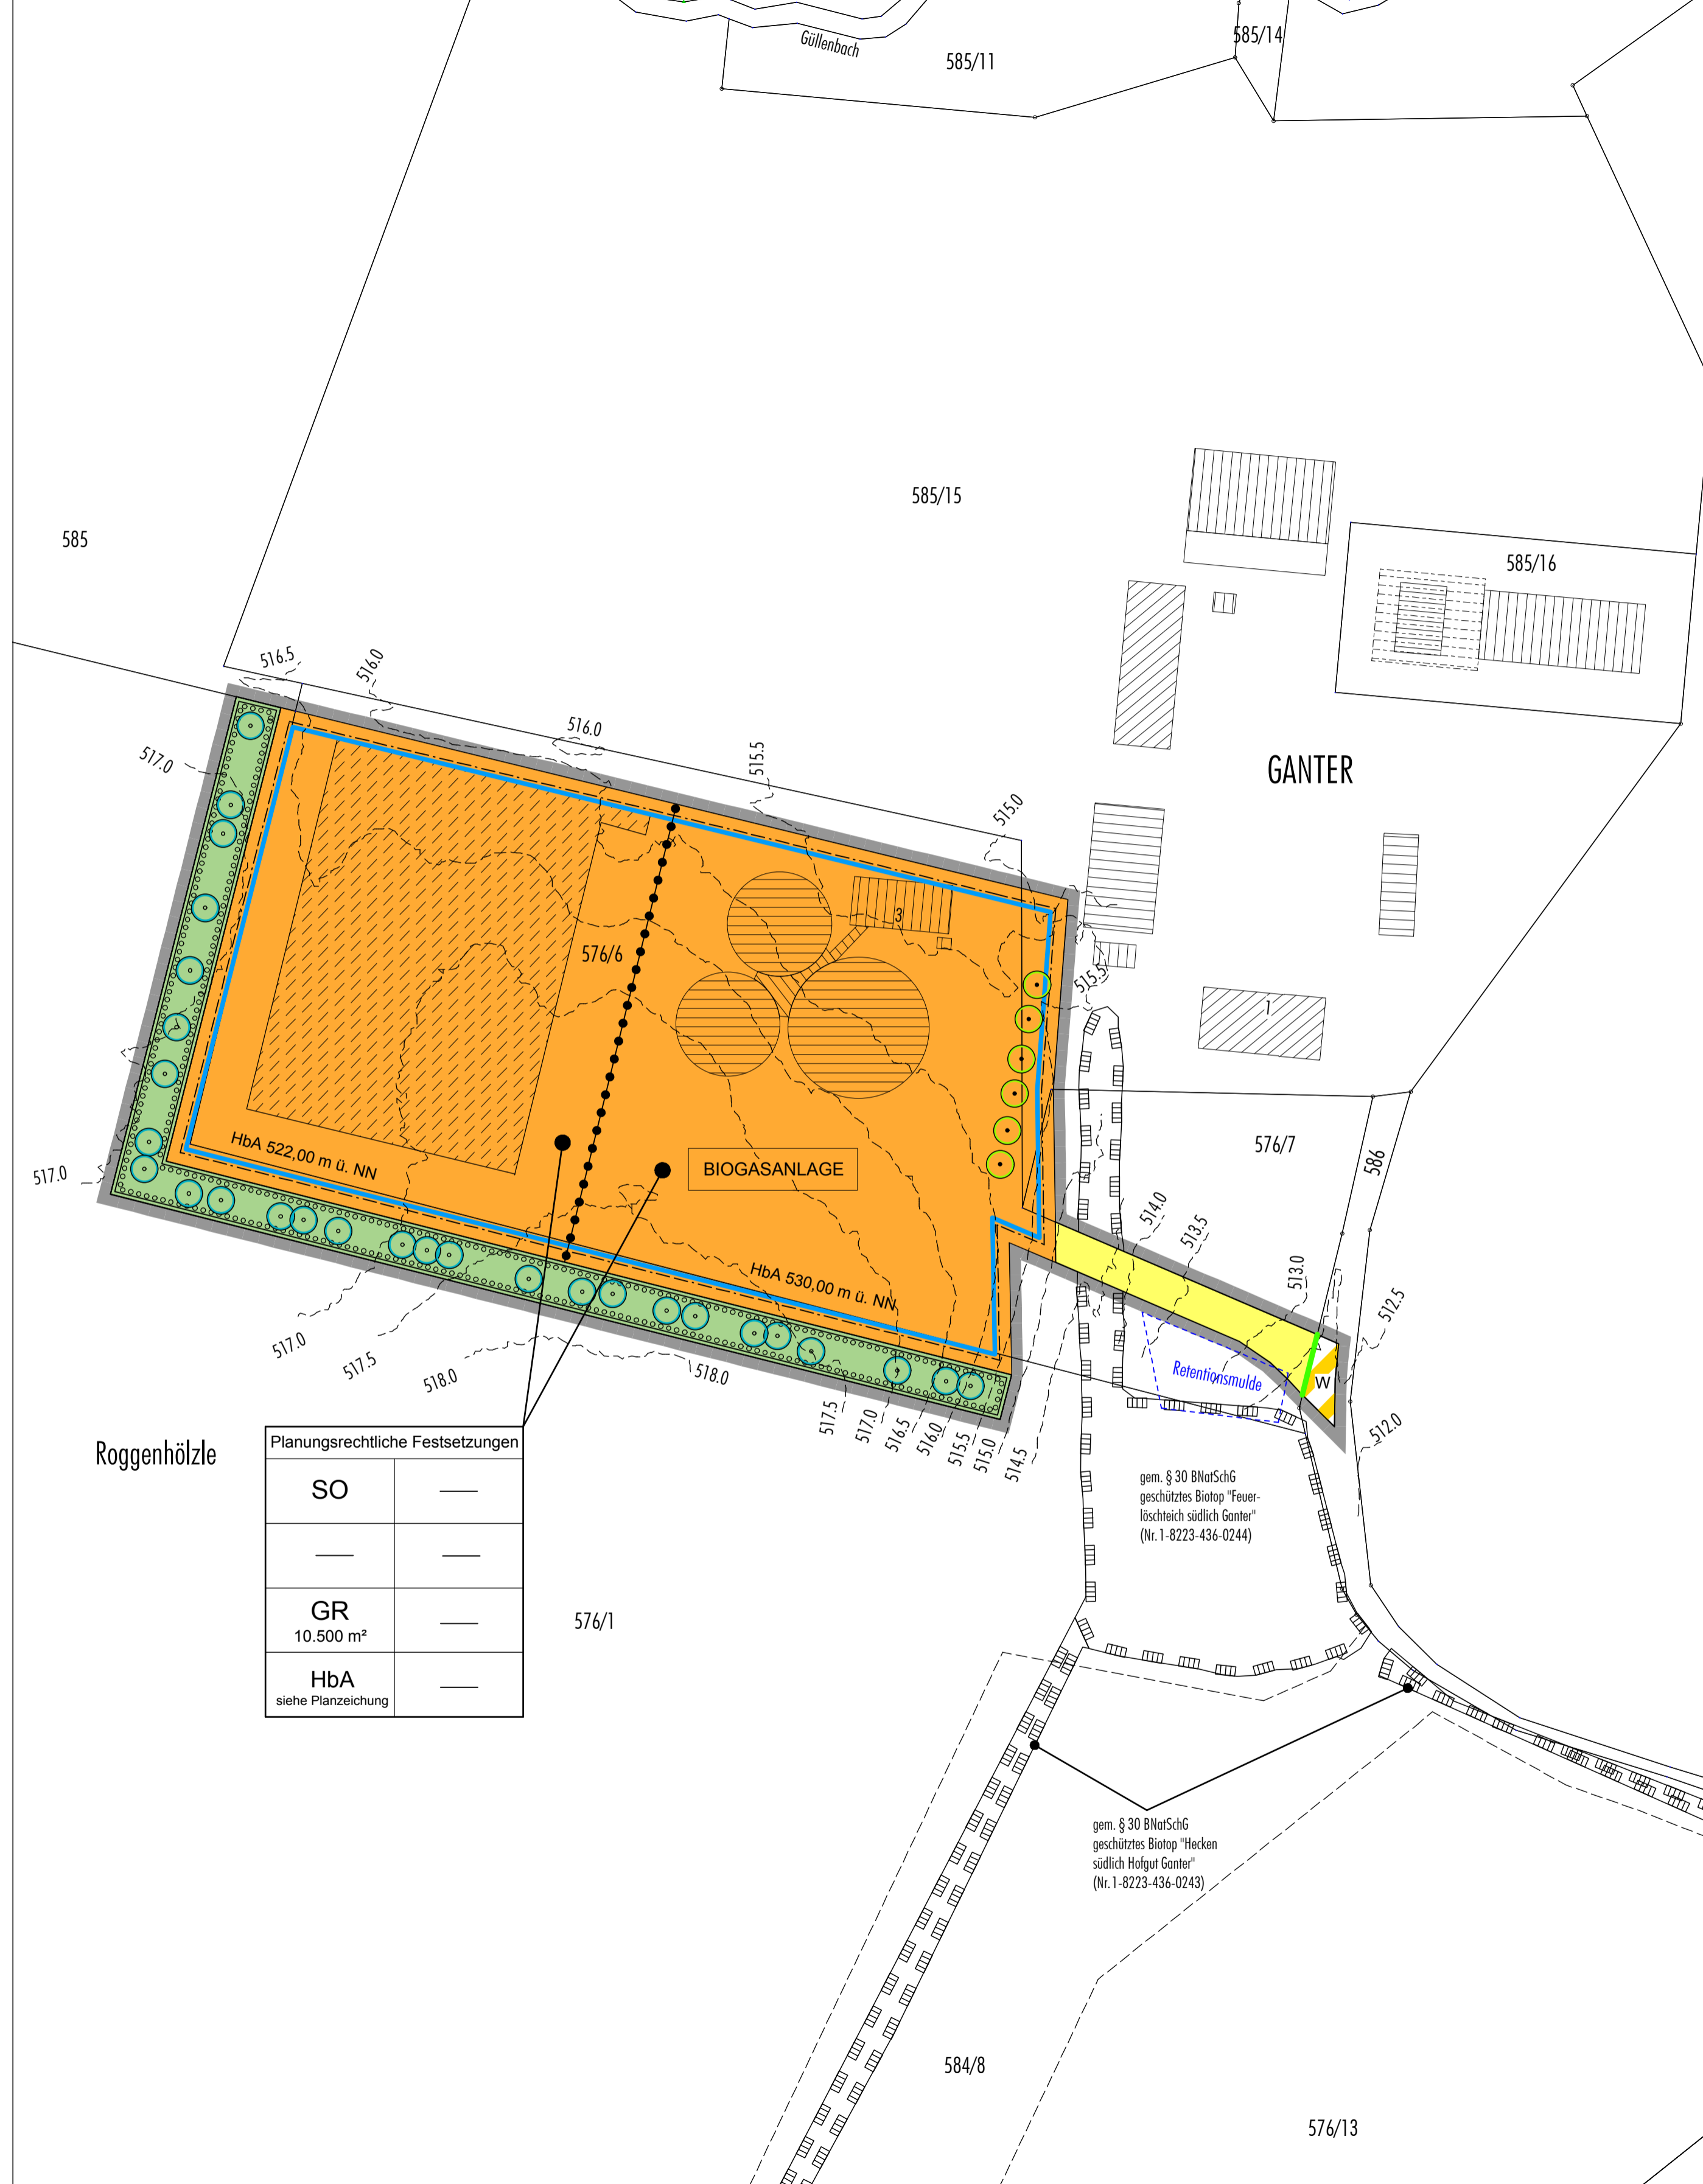 Güllenbach
585/11
585/14
585/15
585
585/16
516.5
516.0
516.0
517.0
515.5
515.0
GANTER
3
576/6
515.5
1
HbA 522,00 m ü. NN
BIOGASANLAGE
576/7
586
517.0
514.0
513.5
513.0
512.5
HbA 530,00 m ü. NN
517.0
517.5
518.0
518.0
Retentionsmulde
W
517.5
517.0
516.5
516.0
515.5
515.0
514.5
512.0
Roggenhölzle
Planungsrechtliche Festsetzungen
SO
GR
10.500 m²
HbA
siehe Planzeichung
gem. § 30 BNatSchG
geschütztes Biotop "Feuer-
löschteich südlich Ganter"
(Nr. 1-8223-436-0244)
576/1
gem. § 30 BNatSchG
geschütztes Biotop "Hecken
südlich Hofgut Ganter"
(Nr. 1-8223-436-0243)
584/8
576/13